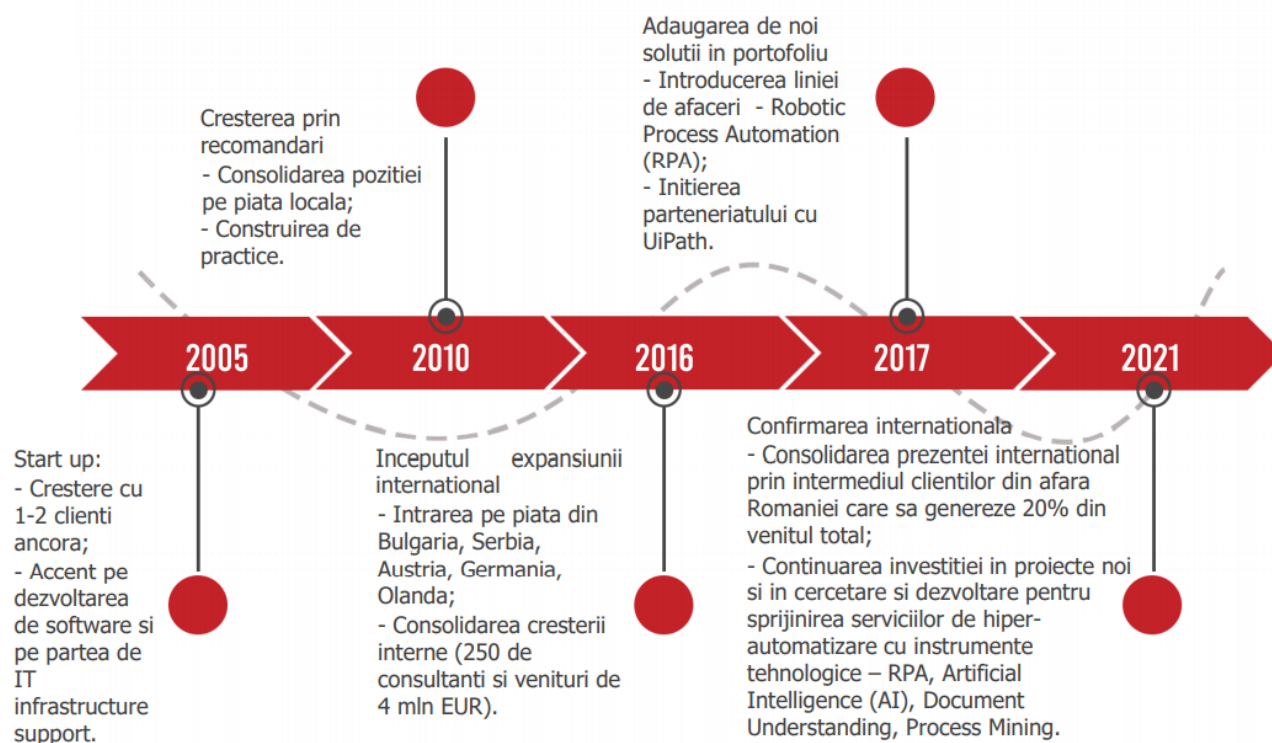 Adaugarea de noi
solutii in portofoliu
- Introducerea liniei
de afaceri - Robotic
Process Automation
(RPA);
- Initierea
parteneriatului cu
UiPath.
Cresterea prin
recomandari
- Consolidarea pozitiei
pe piata locala;
- Construirea de
practice.
2005
2010
2016
2017
2021
Start up:
- Crestere cu
1-2 clienti
ancora;
- Accent pe
dezvoltarea
de software si
pe partea de
IT
infrastructure
support.
Inceputul expansiunii
international
- Intrarea pe piata din
Bulgaria, Serbia,
Austria, Germania,
Olanda;
- Consolidarea cresterii
interne (250 de
consultanti si venituri de
4 mln EUR).
Confirmarea internationala
- Consolidarea prezentei international
prin intermediul clientilor din afara
Romaniei care sa genereze 20% din
venitul total;
- Continuarea investitiei in proiecte noi
si in cercetare si dezvoltare pentru
sprijinirea serviciilor de hiper-
automatizare cu instrumente
tehnologice – RPA, Artificial
Intelligence (AI), Document
Understanding, Process Mining.